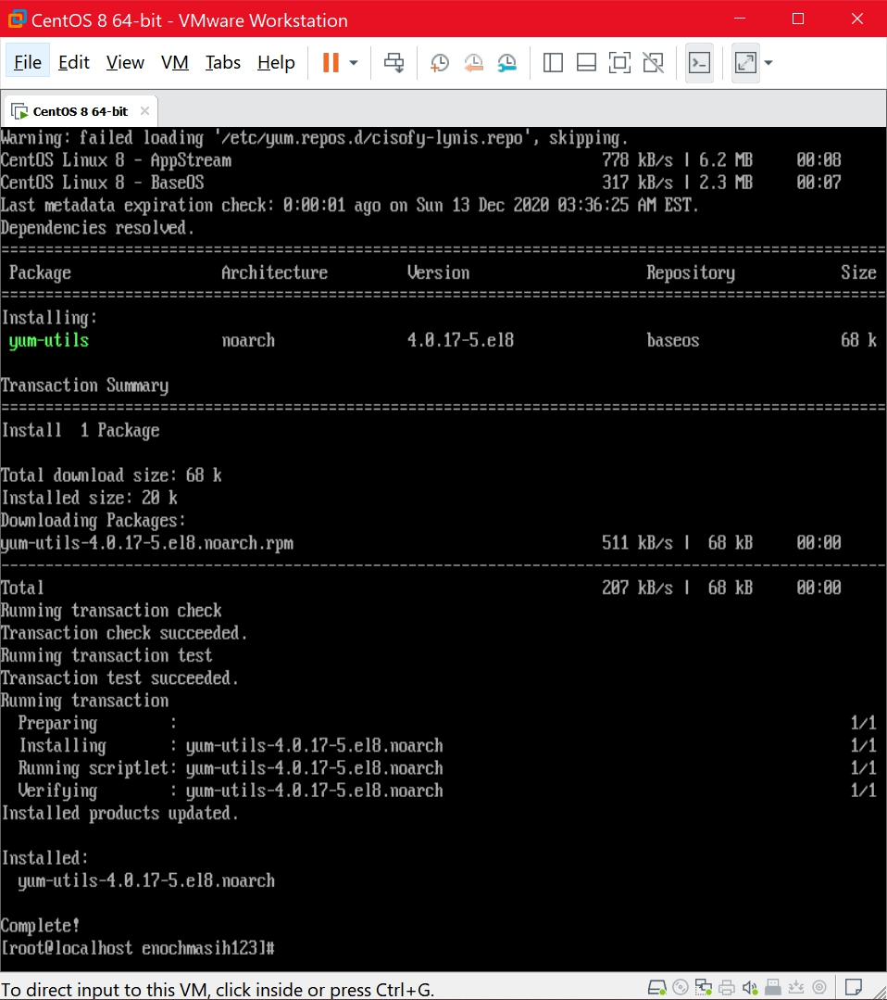 CentOS 8 64-bit - VMware Workstation
File Edit View VM Tabs Help
CentOS 8 64-bit
Warning: failed loading '/etc/yum.repos.d/cisofy-lynis.repo', skipping.
CentOS Linux 8 - AppStream 778 kB/s | 6.2 MB 00:08
CentOS Linux 8 - BaseOS 317 kB/s | 2.3 MB 00:07
Last metadata expiration check: 0:00:01 ago on Sun 13 Dec 2020 03:36:25 AM EST.
Dependencies resolved.
================================================================================
Package Architecture Version Repository Size
================================================================================
Installing:
yum-utils noarch 4.0.17-5.el8 baseos 68 k

Transaction Summary
================================================================================
Install 1 Package

Total download size: 68 k
Installed size: 20 k
Downloading Packages:
yum-utils-4.0.17-5.el8.noarch.rpm 511 kB/s | 68 kB 00:00
--------------------------------------------------------------------------------
Total 207 kB/s | 68 kB 00:00
Running transaction check
Transaction check succeeded.
Running transaction test
Transaction test succeeded.
Running transaction
Preparing : 1/1
Installing : yum-utils-4.0.17-5.el8.noarch 1/1
Running scriptlet: yum-utils-4.0.17-5.el8.noarch 1/1
Verifying : yum-utils-4.0.17-5.el8.noarch 1/1
Installed products updated.

Installed:
yum-utils-4.0.17-5.el8.noarch

Complete!
[root@localhost enochmasih123]#
To direct input to this VM, click inside or press Ctrl+G.